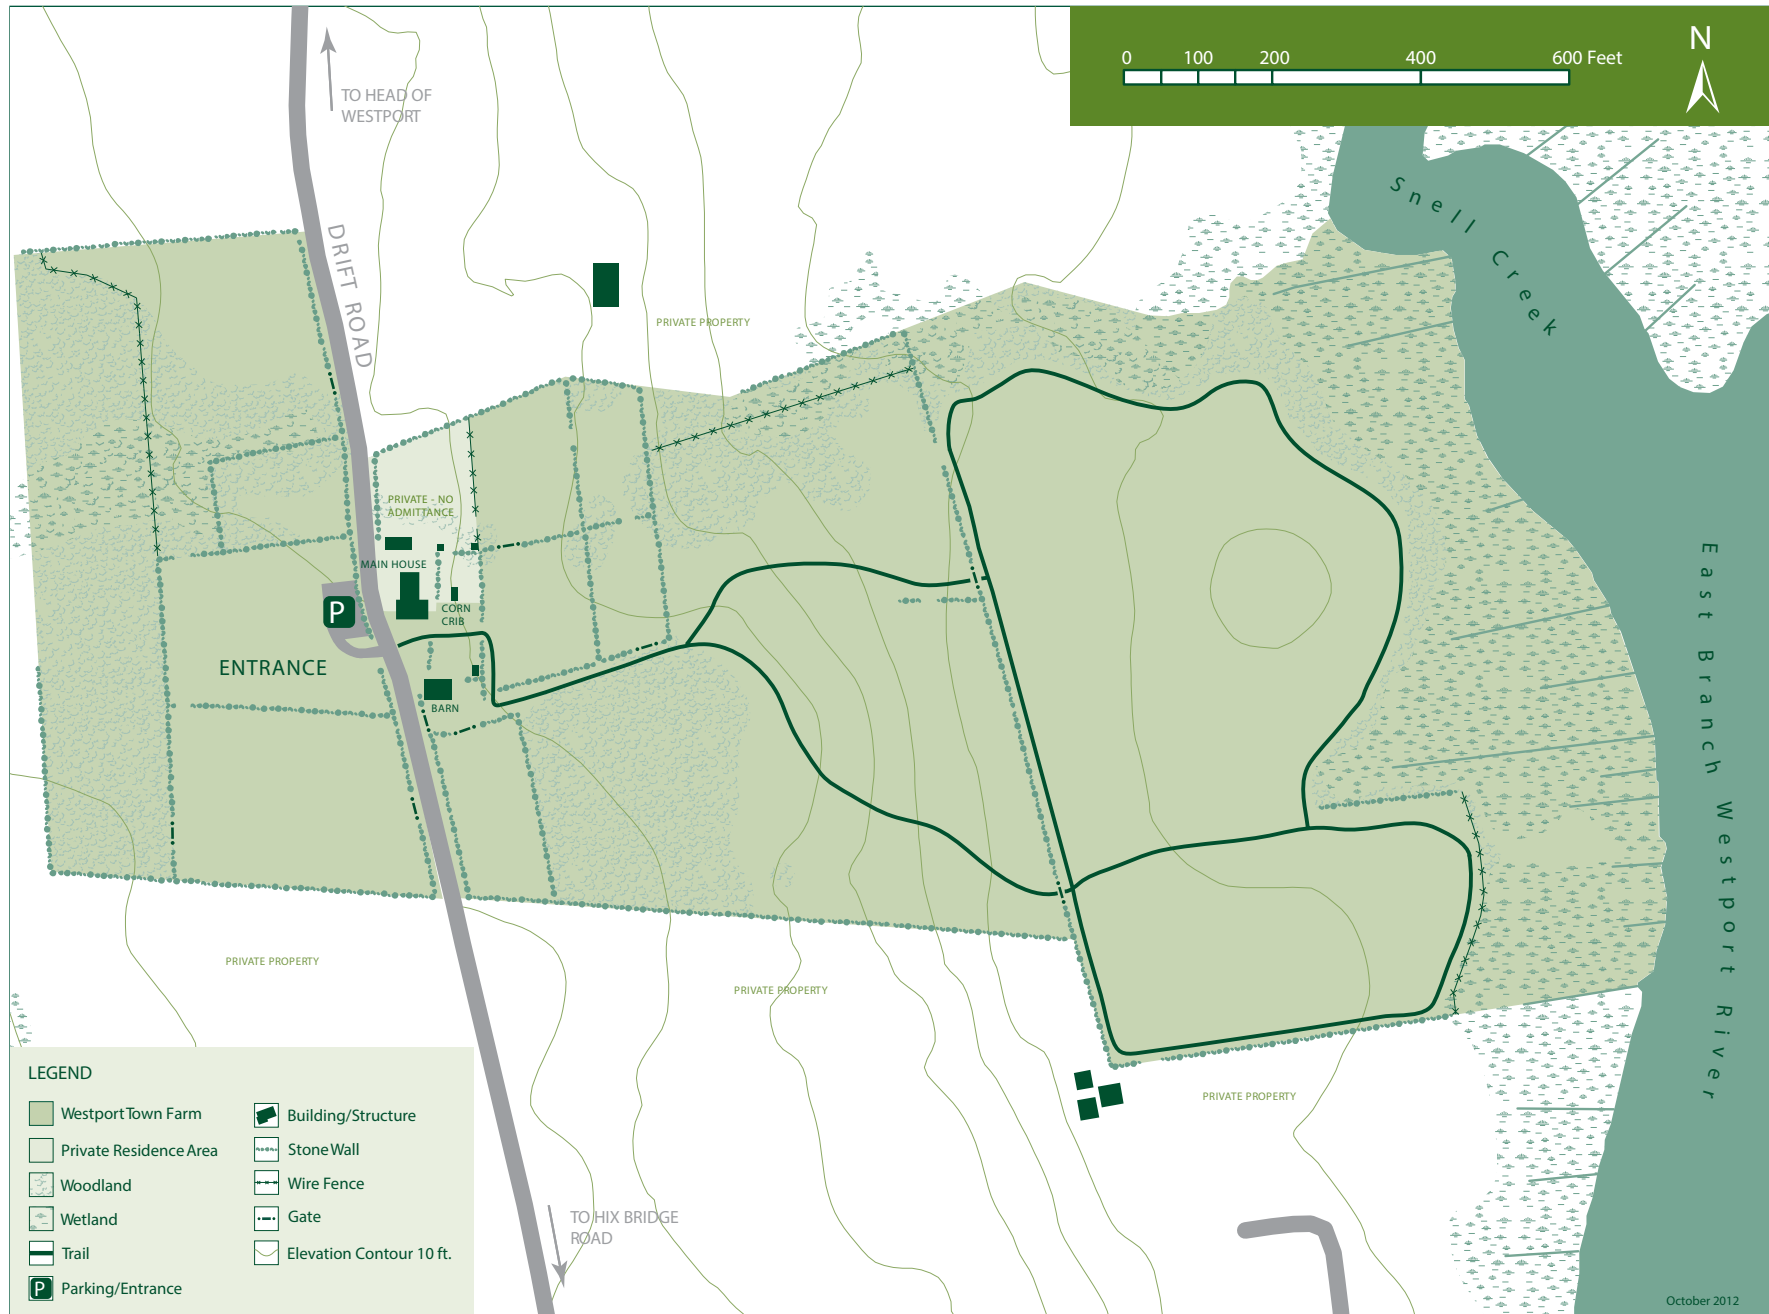 0 100 200 400 600 Feet
N
TO HEAD OF
WESTPORT
DRIFT ROAD
Snell Creek
PRIVATE PROPERTY
PRIVATE - NO
ADMITTANCE
MAIN HOUSE
P
CORN
CRIB
ENTRANCE
BARN
East Branch Westport River
PRIVATE PROPERTY
PRIVATE PROPERTY
PRIVATE PROPERTY
LEGEND
Westport Town Farm
Private Residence Area
Woodland
Wetland
Trail
P Parking/Entrance
Building/Structure
Stone Wall
Wire Fence
Gate
Elevation Contour 10 ft.
TO HIX BRIDGE
ROAD
October 2012